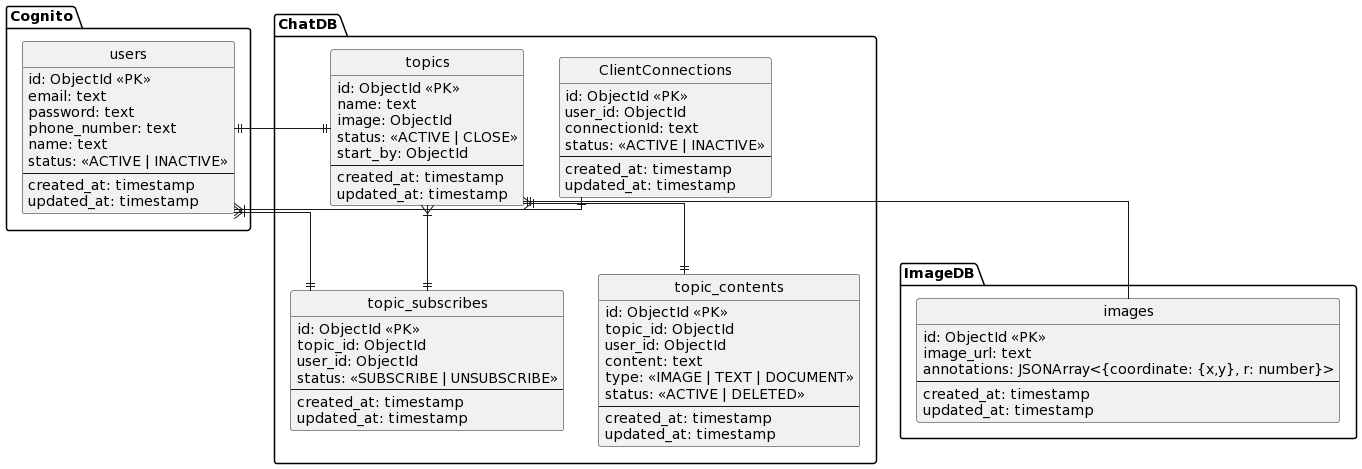 Cognito
users
id: ObjectId «PK»
email: text
password: text
phone_number: text
name: text
status: «ACTIVE | INACTIVE»
created_at: timestamp
updated_at: timestamp
ChatDB
topics
id: ObjectId «PK»
name: text
image: ObjectId
status: «ACTIVE | CLOSE»
start_by: ObjectId
created_at: timestamp
updated_at: timestamp
ClientConnections
id: ObjectId «PK»
user_id: ObjectId
connectionId: text
status: «ACTIVE | INACTIVE»
created_at: timestamp
updated_at: timestamp
topic_subscribes
id: ObjectId «PK»
topic_id: ObjectId
user_id: ObjectId
status: «SUBSCRIBE | UNSUBSCRIBE»
created_at: timestamp
updated_at: timestamp
topic_contents
id: ObjectId «PK»
topic_id: ObjectId
user_id: ObjectId
content: text
type: «IMAGE | TEXT | DOCUMENT»
status: «ACTIVE | DELETED»
created_at: timestamp
updated_at: timestamp
ImageDB
images
id: ObjectId «PK»
image_url: text
annotations: JSONArray<{coordinate: {x,y}, r: number}>
created_at: timestamp
updated_at: timestamp